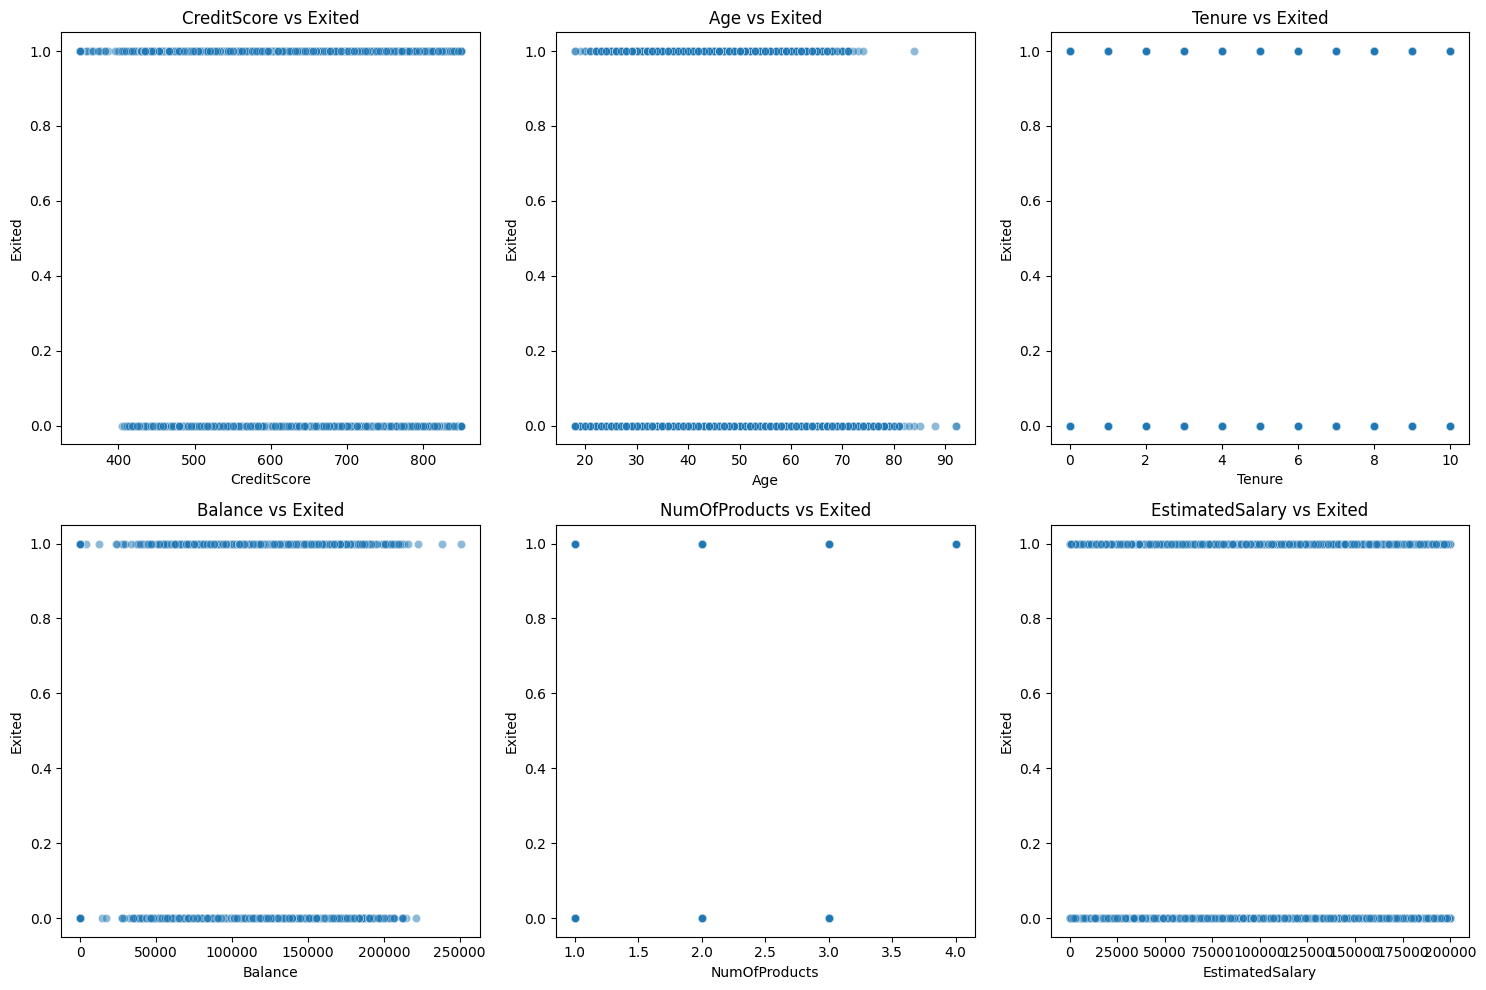 CreditScore vs Exited
1.0
0.8
0.6
0.4
0.2
0.0
Exited
400 500 600 700 800
CreditScore
Age vs Exited
1.0
0.8
0.6
0.4
0.2
0.0
Exited
20 30 40 50 60 70 80 90
Age
Tenure vs Exited
1.0
0.8
0.6
0.4
0.2
0.0
Exited
0 2 4 6 8 10
Tenure
Balance vs Exited
1.0
0.8
0.6
0.4
0.2
0.0
Exited
0 50000 100000 150000 200000 250000
Balance
NumOfProducts vs Exited
1.0
0.8
0.6
0.4
0.2
0.0
Exited
1.0 1.5 2.0 2.5 3.0 3.5 4.0
NumOfProducts
EstimatedSalary vs Exited
1.0
0.8
0.6
0.4
0.2
0.0
Exited
0 25000 50000 75000 100000 125000 150000 175000 200000
EstimatedSalary